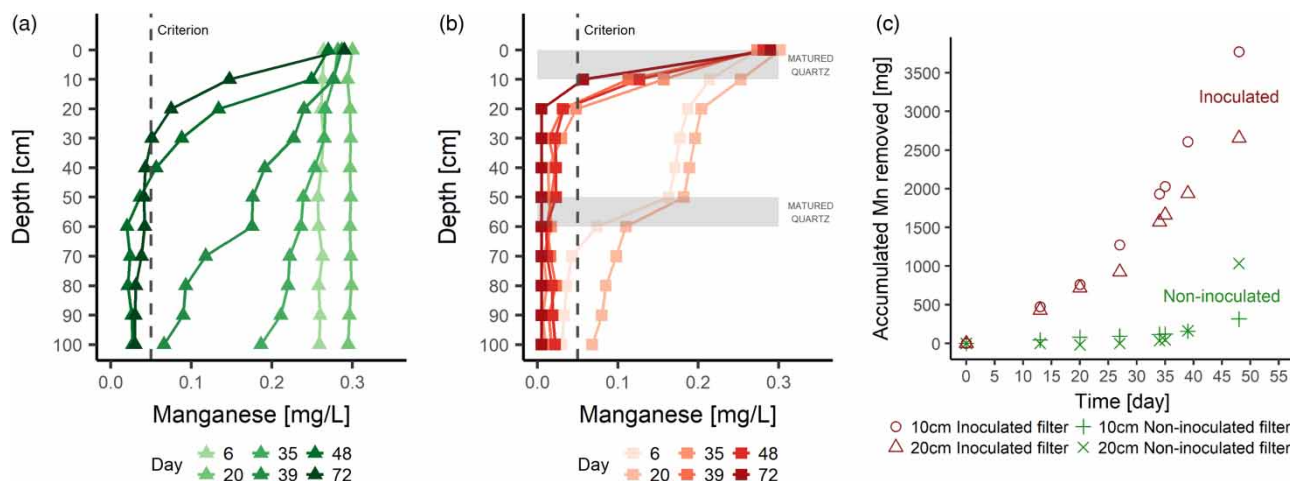 (a)
Criterion
0
10
20
30
40
50
60
70
80
90
100
Depth [cm]
0.0 0.1 0.2 0.3
Manganese [mg/L]
Day
6 35 48
20 39 72
(b)
Criterion
0
10
20
30
40
50
60
70
80
90
100
Depth [cm]
MATURED
QUARTZ
MATURED
QUARTZ
0.0 0.1 0.2 0.3
Manganese [mg/L]
Day
6 35 48
20 39 72
(c)
3500
3000
2500
2000
1500
1000
500
0
Accumulated Mn removed [mg]
Inoculated
Non-inoculated
0 5 10 15 20 25 30 35 40 45 50 55
Time [day]
10cm Inoculated filter 10cm Non-inoculated filter
20cm Inoculated filter 20cm Non-inoculated filter